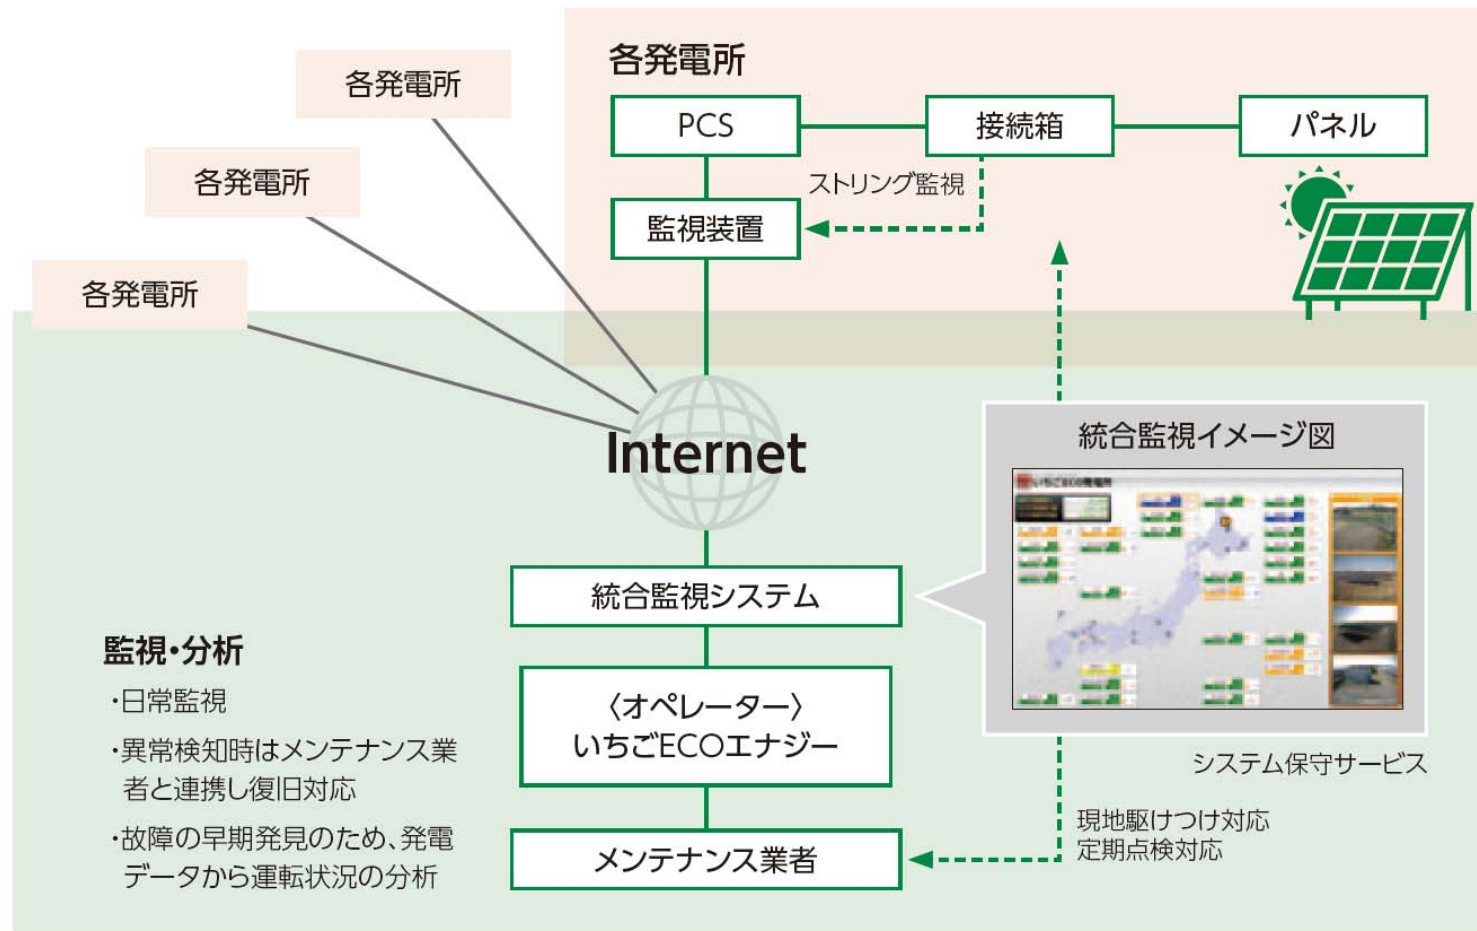 各発電所
各発電所
各発電所
各発電所
PCS
接続箱
パネル
ストリング監視
監視装置
Internet
統合監視イメージ図
統合監視システム
〈オペレーター〉
いちごECOエナジー
メンテナンス業者
監視・分析
・日常監視
・異常検知時はメンテナンス業
者と連携し復旧対応
・故障の早期発見のため、発電
データから運転状況の分析
システム保守サービス
現地駆けつけ対応
定期点検対応